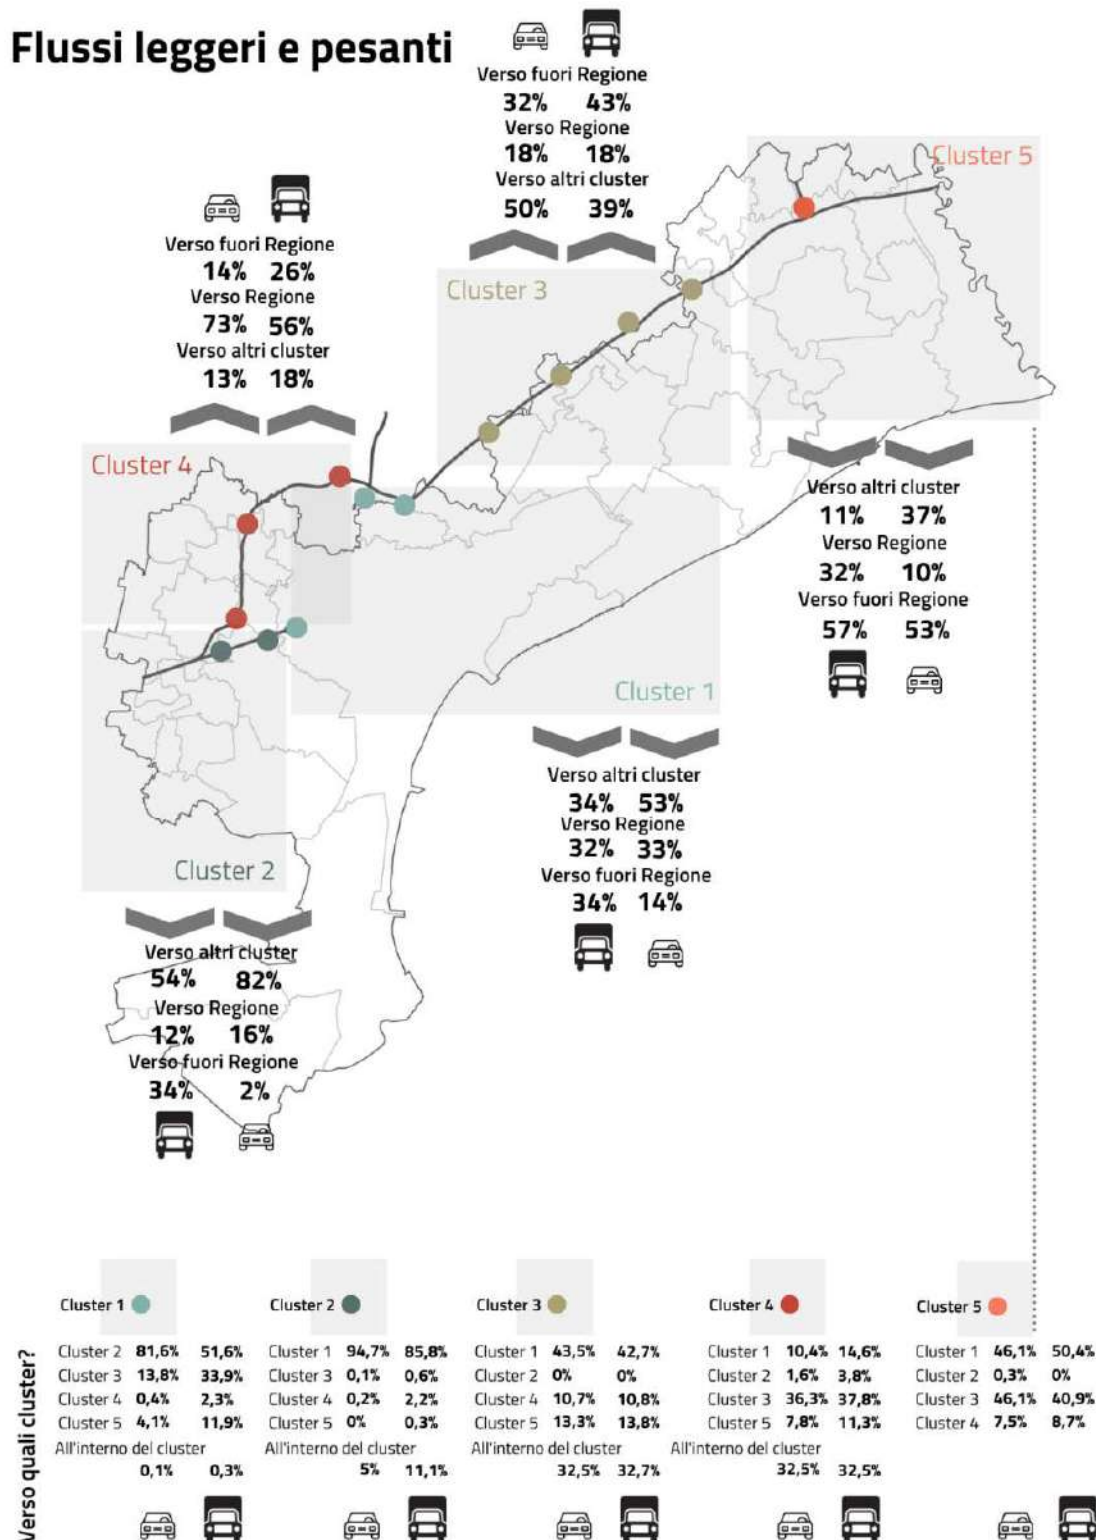 Flussi leggeri e pesanti
Verso fuori Regione
32% 43%
Verso Regione
18% 18%
Verso altri cluster
50% 39%
Cluster 5
Verso fuori Regione
14% 26%
Verso Regione
73% 56%
Verso altri cluster
13% 18%
Cluster 3
Cluster 4
Verso altri cluster
11% 37%
Verso Regione
32% 10%
Verso fuori Regione
57% 53%
Cluster 1
Verso altri cluster
34% 53%
Verso Regione
32% 33%
Verso fuori Regione
34% 14%
Cluster 2
Verso altri cluster
54% 82%
Verso Regione
12% 16%
Verso fuori Regione
34% 2%
Verso quali cluster?
Cluster 1
Cluster 2 81,6% 51,6%
Cluster 3 13,8% 33,9%
Cluster 4 0,4% 2,3%
Cluster 5 4,1% 11,9%
All'interno del cluster
0,1% 0,3%
Cluster 2
Cluster 1 94,7% 85,8%
Cluster 3 0,1% 0,6%
Cluster 4 0,2% 2,2%
Cluster 5 0% 0,3%
All'interno del cluster
5% 11,1%
Cluster 3
Cluster 1 43,5% 42,7%
Cluster 2 0% 0%
Cluster 4 10,7% 10,8%
Cluster 5 13,3% 13,8%
All'interno del cluster
32,5% 32,7%
Cluster 4
Cluster 1 10,4% 14,6%
Cluster 2 1,6% 3,8%
Cluster 3 36,3% 37,8%
Cluster 5 7,8% 11,3%
All'interno del cluster
32,5% 32,5%
Cluster 5
Cluster 1 46,1% 50,4%
Cluster 2 0,3% 0%
Cluster 3 46,1% 40,9%
Cluster 4 7,5% 8,7%